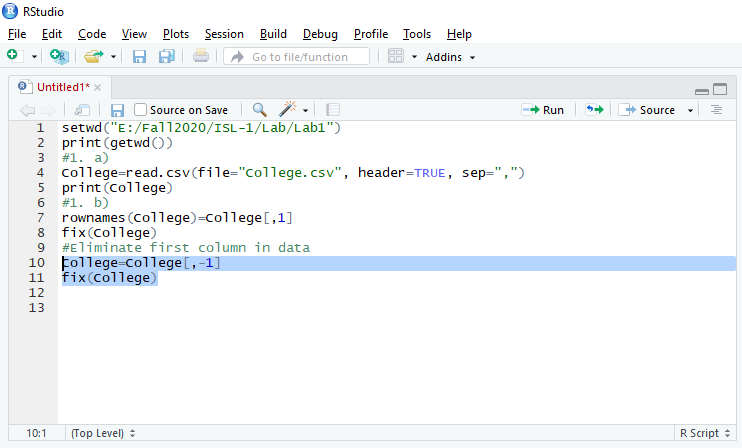 RStudio
File Edit Code View Plots Session Build Debug Profile Tools Help
Go to file/function Addins
Untitled1*
Source on Save Run Source
1 setwd("E:/Fall2020/ISL-1/Lab/Lab1")
2 print(getwd())
3 #1. a)
4 College=read.csv(file="College.csv", header=TRUE, sep=",")
5 print(College)
6 #1. b)
7 rownames(College)=College[,1]
8 fix(College)
9 #Eliminate first column in data
10 College=College[,-1]
11 fix(College)
12
13
10:1 (Top Level) R Script